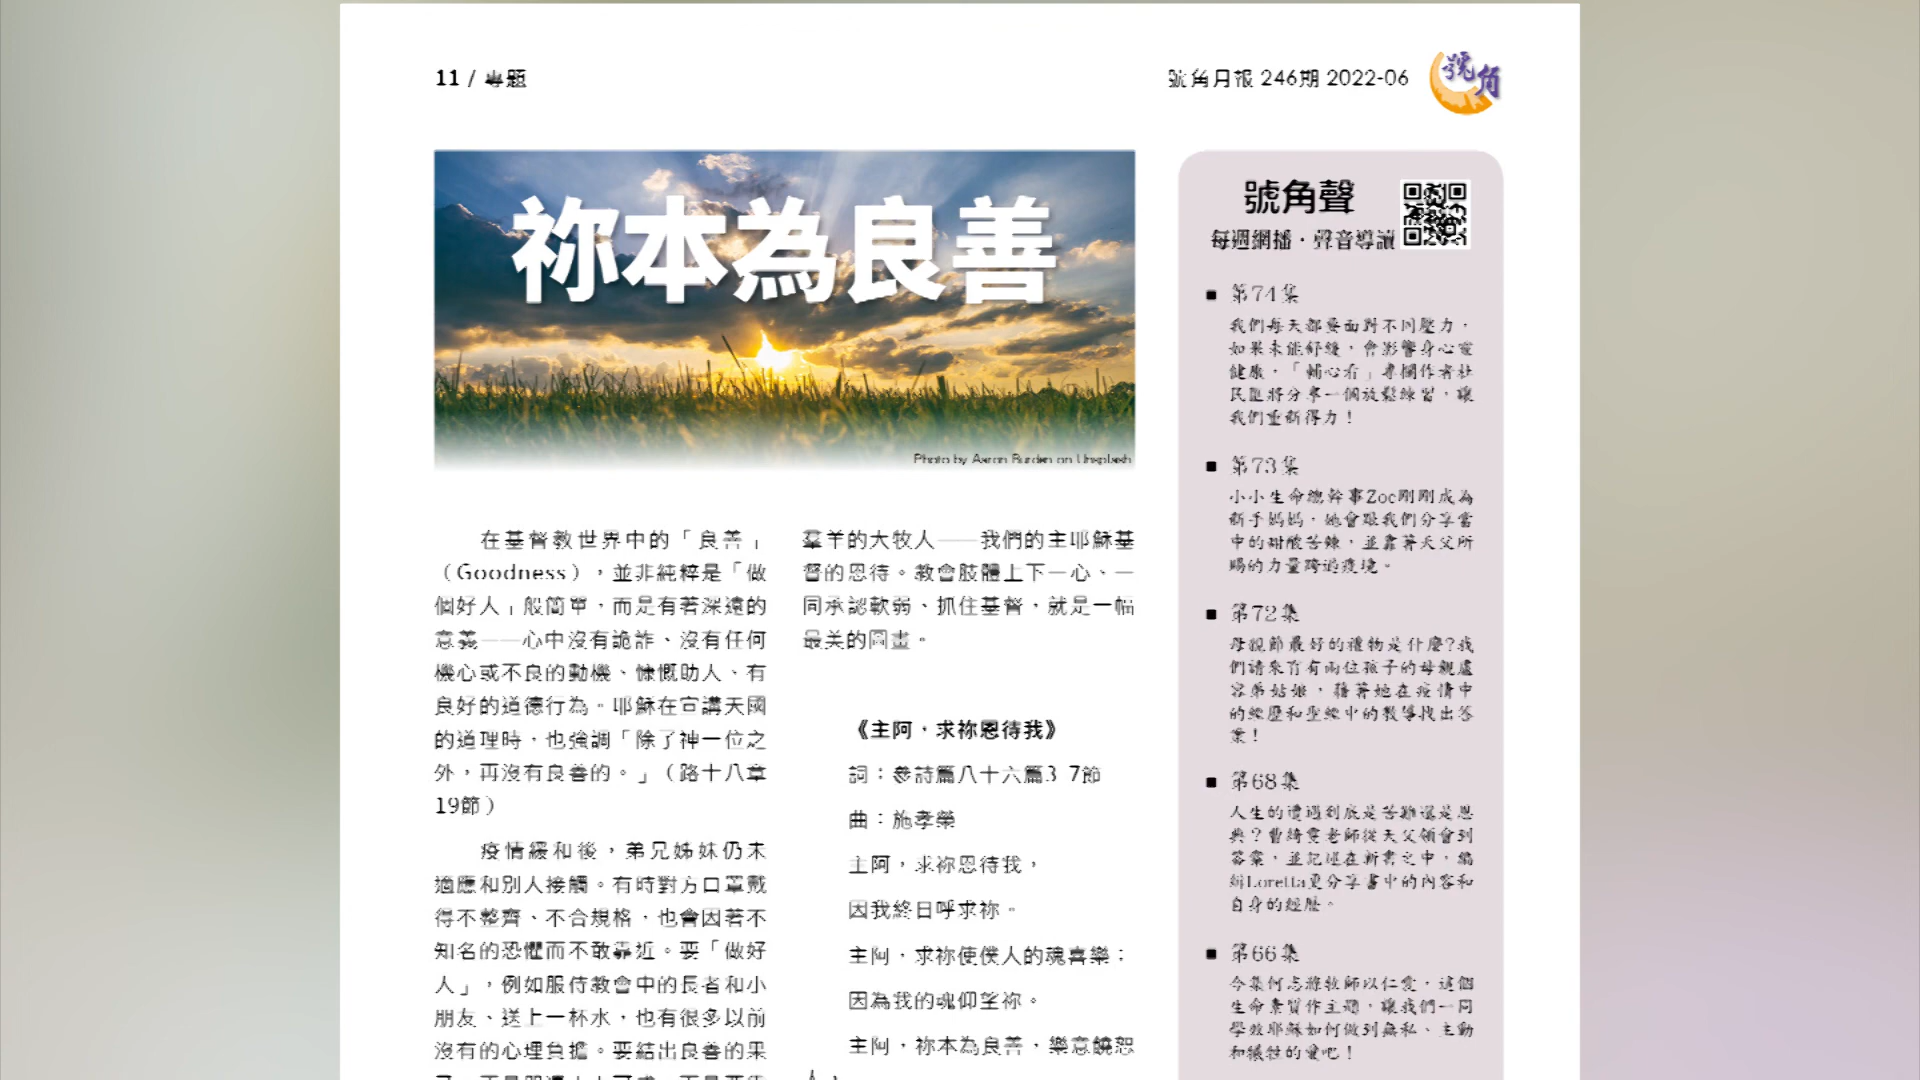 11 / 專題
號角月报 246期 2022-06
號角
祢本為良善
Photo by Aaron Burden on Unsplash
在基督教世界中的「良善」
（Goodness），並非純粹是「做
個好人」般簡單，而是有著深遠的
意義——心中沒有詭詐、沒有任何
機心或不良的動機、慷慨助人、有
良好的道德行為。耶穌在宣講天國
的道理時，也強調「除了神一位之
外，再沒有良善的。」（路十八章
19節）
疫情緩和後，弟兄姊妹仍未
適應和別人接觸。有時對方口罩戴
得不整齊、不合規格，也會因著不
知名的恐懼而不敢靠近。要「做好
人」，例如服侍教會中的長者和小
朋友、送上一杯水，也有很多以前
沒有的心理負擔。要結出良善的果
羣羊的大牧人——我們的主耶穌基
督的恩待。教會肢體上下一心、一
同承認軟弱、抓住基督，就是一幅
最美的圖畫。
《主阿，求祢恩待我》
詞：參詩篇八十六篇3-7節
曲：施孝榮
主阿，求祢恩待我，
因我終日呼求祢。
主阿，求祢使僕人的魂喜樂；
因為我的魂仰望祢。
主阿，祢本為良善，樂意饒恕
人，
號角聲
每週網播．聲音導讀
■ 第74集
我們每天都要面對不同壓力，
如果未能舒緩，會影響身心靈
健康，「輔心看」專欄作者杜
民匯將分享一個放鬆練習，讓
我們重新得力！
■ 第73集
小小生命總幹事Zoe剛剛成為
新手媽媽，她會跟我們分享當
中的甜酸苦辣，並靠著天父所
賜的力量跨過疫境。
■ 第72集
母親節最好的禮物是什麼?我
們請來育有兩位孩子的母親盧
容弟姑娘，藉著她在疫情中
的經歷和聖經中的教導找出答
案！
■ 第68集
人生的遭遇到底是苦難還是恩
典？曹綺雯老師從天父領會到
答案，並記述在新書之中，編
輯Loretta更分享書中的內容和
自身的經歷。
■ 第66集
今集何志滌牧師以仁愛，這個
生命素質作主題，讓我們一同
學效耶穌如何做到無私、主動
和犧牲的愛吧！